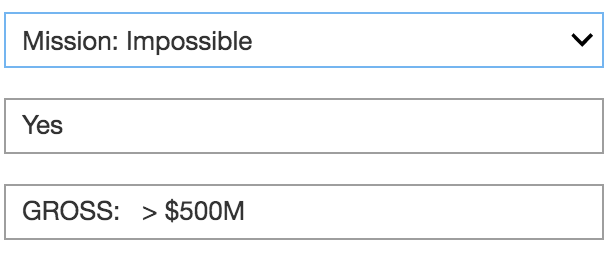 Mission: Impossible
Yes
GROSS: > $500M